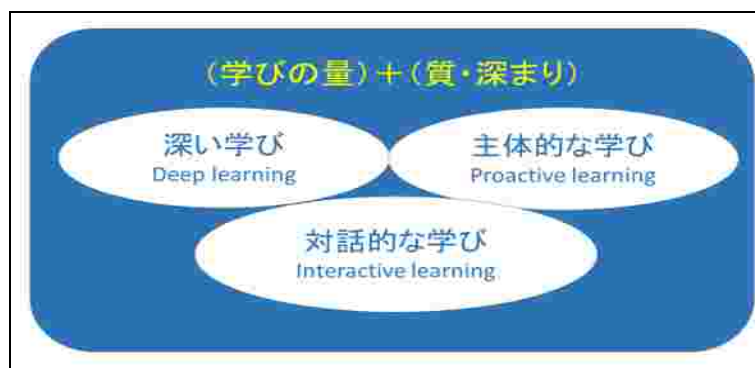 (学びの量)+(質・深まり)
深い学び
Deep learning
主体的な学び
Proactive learning
対話的な学び
Interactive learning